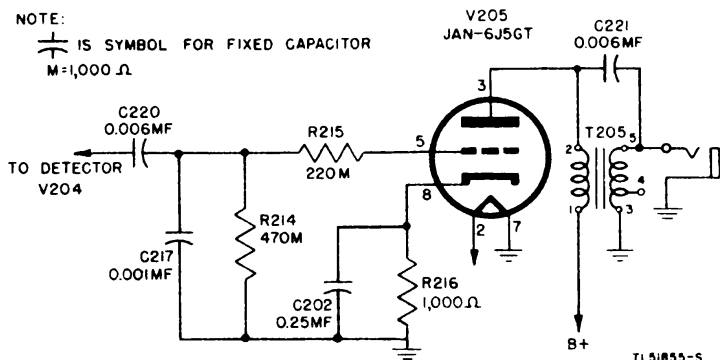 NOTE:
IS SYMBOL FOR FIXED CAPACITOR
M=1,000 Ω
V205
JAN-6J5GT
C221
0.006MF
3
C220
0.006MF
R215
5
220M
TO DETECTOR
V204
8
2
T205
5
4
1
3
R214
470M
C217
0.001MF
2
7
R216
1,000Ω
C202
0.25MF
B+
TL51855-S